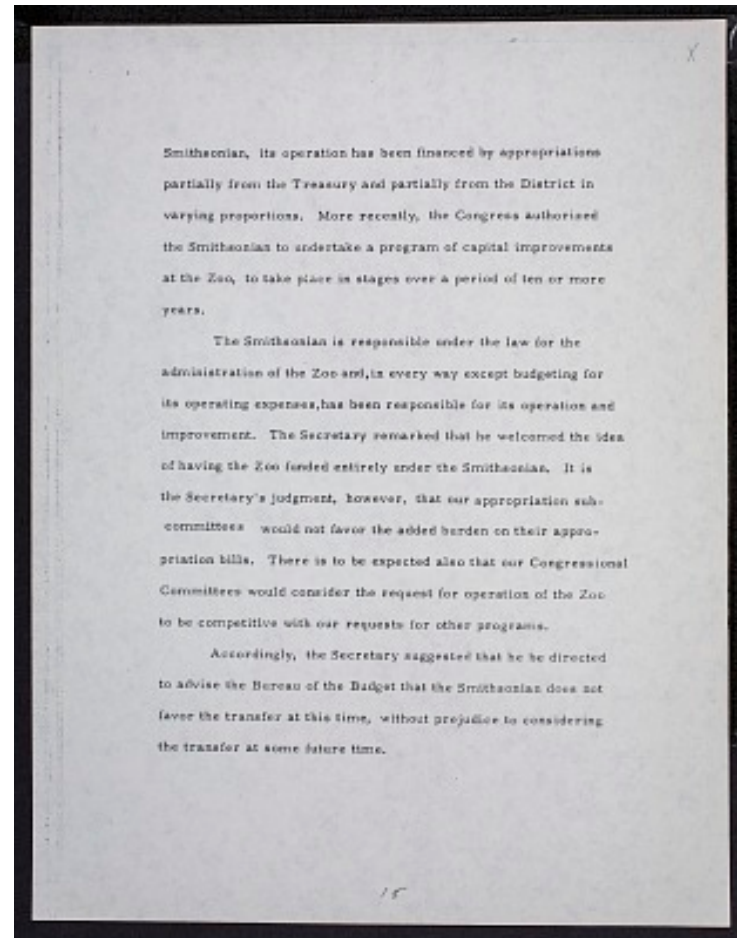 X
Smithsonian, its operation has been financed by appropriations
partially from the Treasury and partially from the District in
varying proportions. More recently, the Congress authorized
the Smithsonian to undertake a program of capital improvements
at the Zoo, to take place in stages over a period of ten or more
years.
The Smithsonian is responsible under the law for the
administration of the Zoo and,in every way except budgeting for
its operating expenses,has been responsible for its operation and
improvement. The Secretary remarked that he welcomed the idea
of having the Zoo funded entirely under the Smithsonian. It is
the Secretary's judgment, however, that our appropriation sub-
committees would not favor the added burden on their appro-
priation bills. There is to be expected also that our Congressional
Committees would consider the request for operation of the Zoo
to be competitive with our requests for other programs.
Accordingly, the Secretary suggested that he be directed
to advise the Bureau of the Budget that the Smithsonian does not
favor the transfer at this time, without prejudice to considering
the transfer at some future time.
15